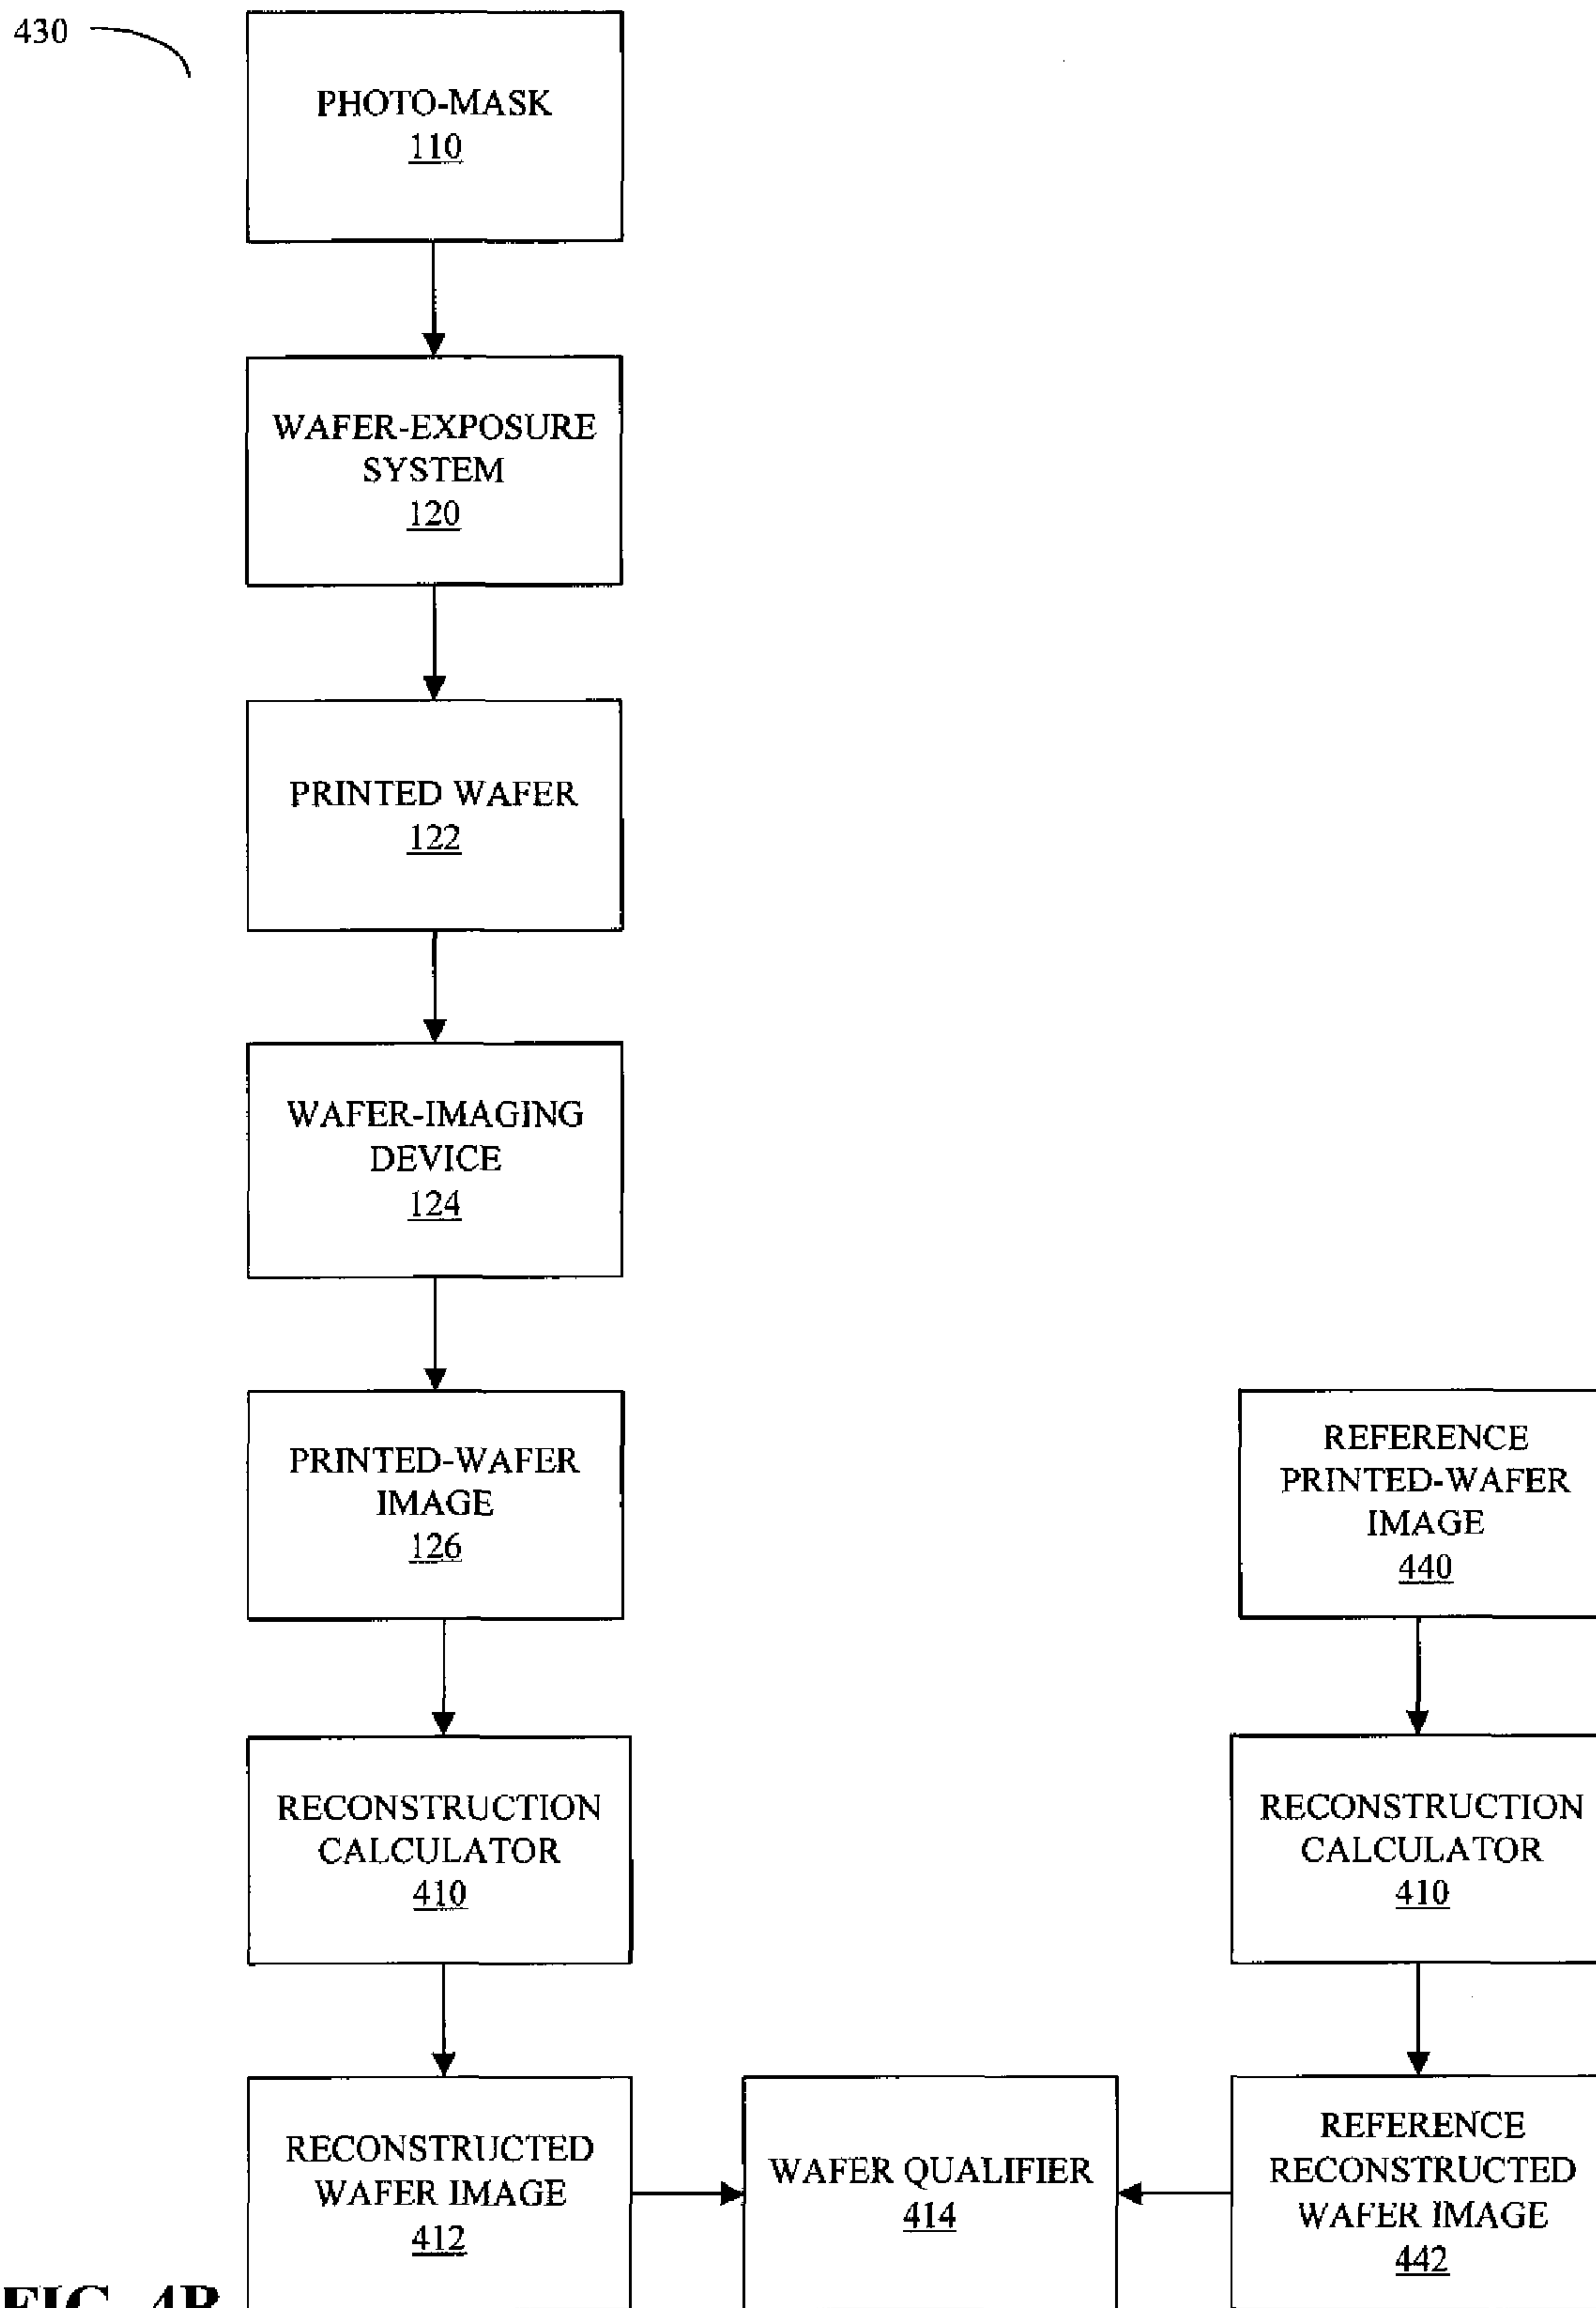 430
PHOTO-MASK
110
WAFER-EXPOSURE
SYSTEM
120
PRINTED WAFER
122
WAFER-IMAGING
DEVICE
124
PRINTED-WAFER
IMAGE
126
REFERENCE
PRINTED-WAFER
IMAGE
440
RECONSTRUCTION
CALCULATOR
410
RECONSTRUCTION
CALCULATOR
410
RECONSTRUCTED
WAFER IMAGE
412
WAFER QUALIFIER
414
REFERENCE
RECONSTRUCTED
WAFER IMAGE
442
FIG. 4B